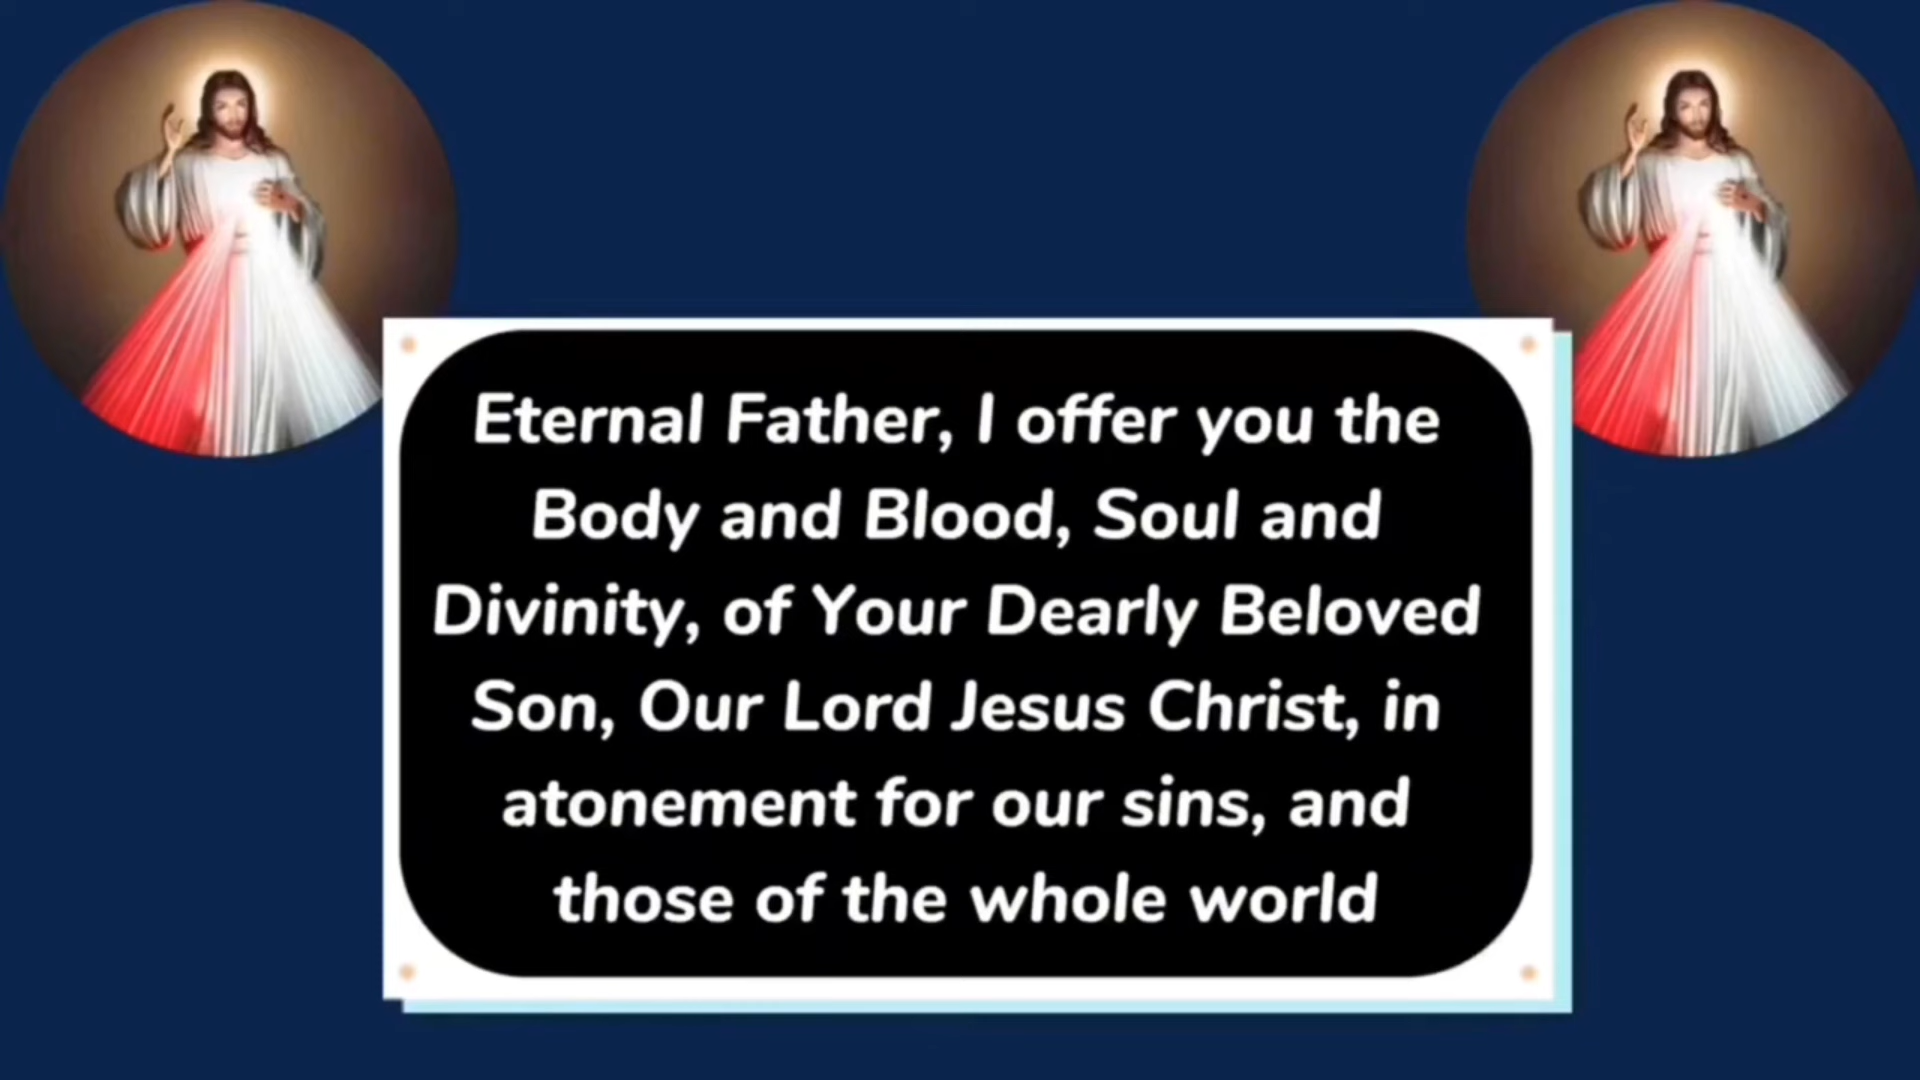 Eternal Father, I offer you the
Body and Blood, Soul and
Divinity, of Your Dearly Beloved
Son, Our Lord Jesus Christ, in
atonement for our sins, and
those of the whole world